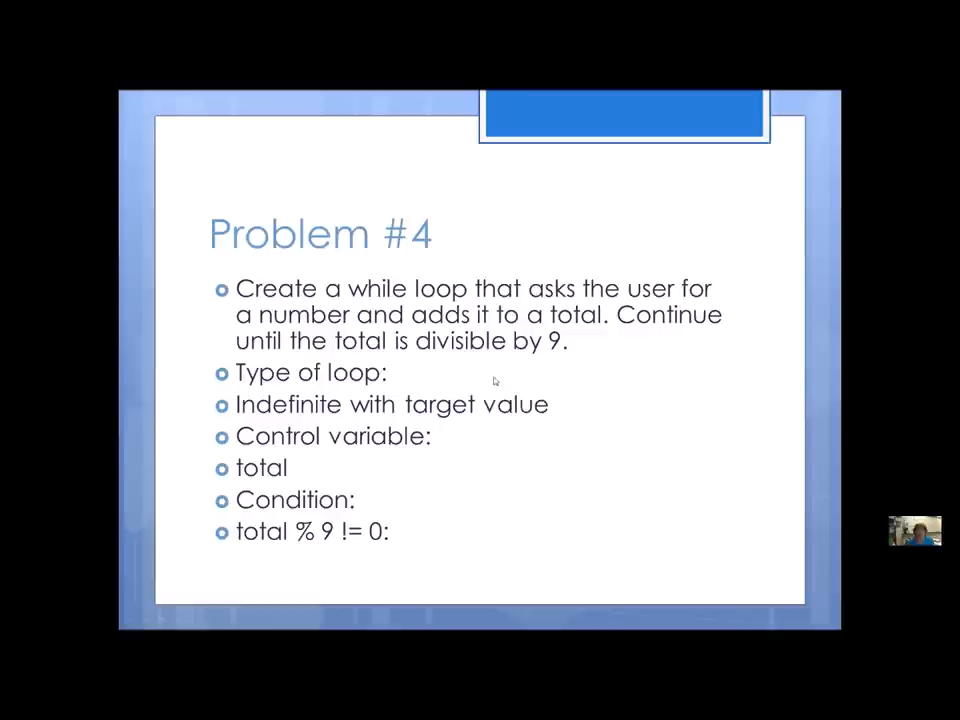 Problem #4
Create a while loop that asks the user for
a number and adds it to a total. Continue
until the total is divisible by 9.
Type of loop:
Indefinite with target value
Control variable:
total
Condition:
total % 9 != 0: